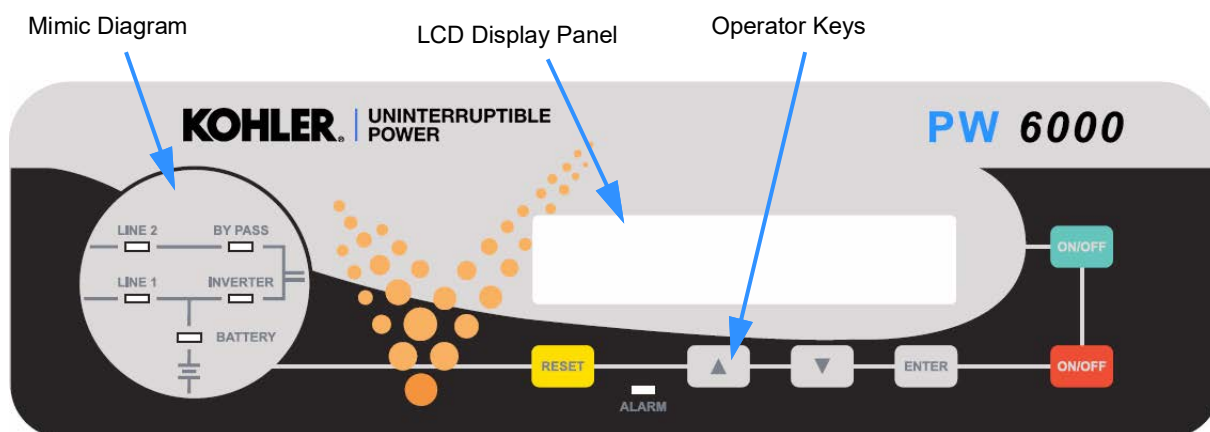 Mimic Diagram
LCD Display Panel
Operator Keys
KOHLER®
UNINTERRUPTIBLE
POWER
PW 6000
LINE 2
BY PASS
LINE 1
INVERTER
BATTERY
ON/OFF
RESET
▲
▼
ENTER
ON/OFF
ALARM